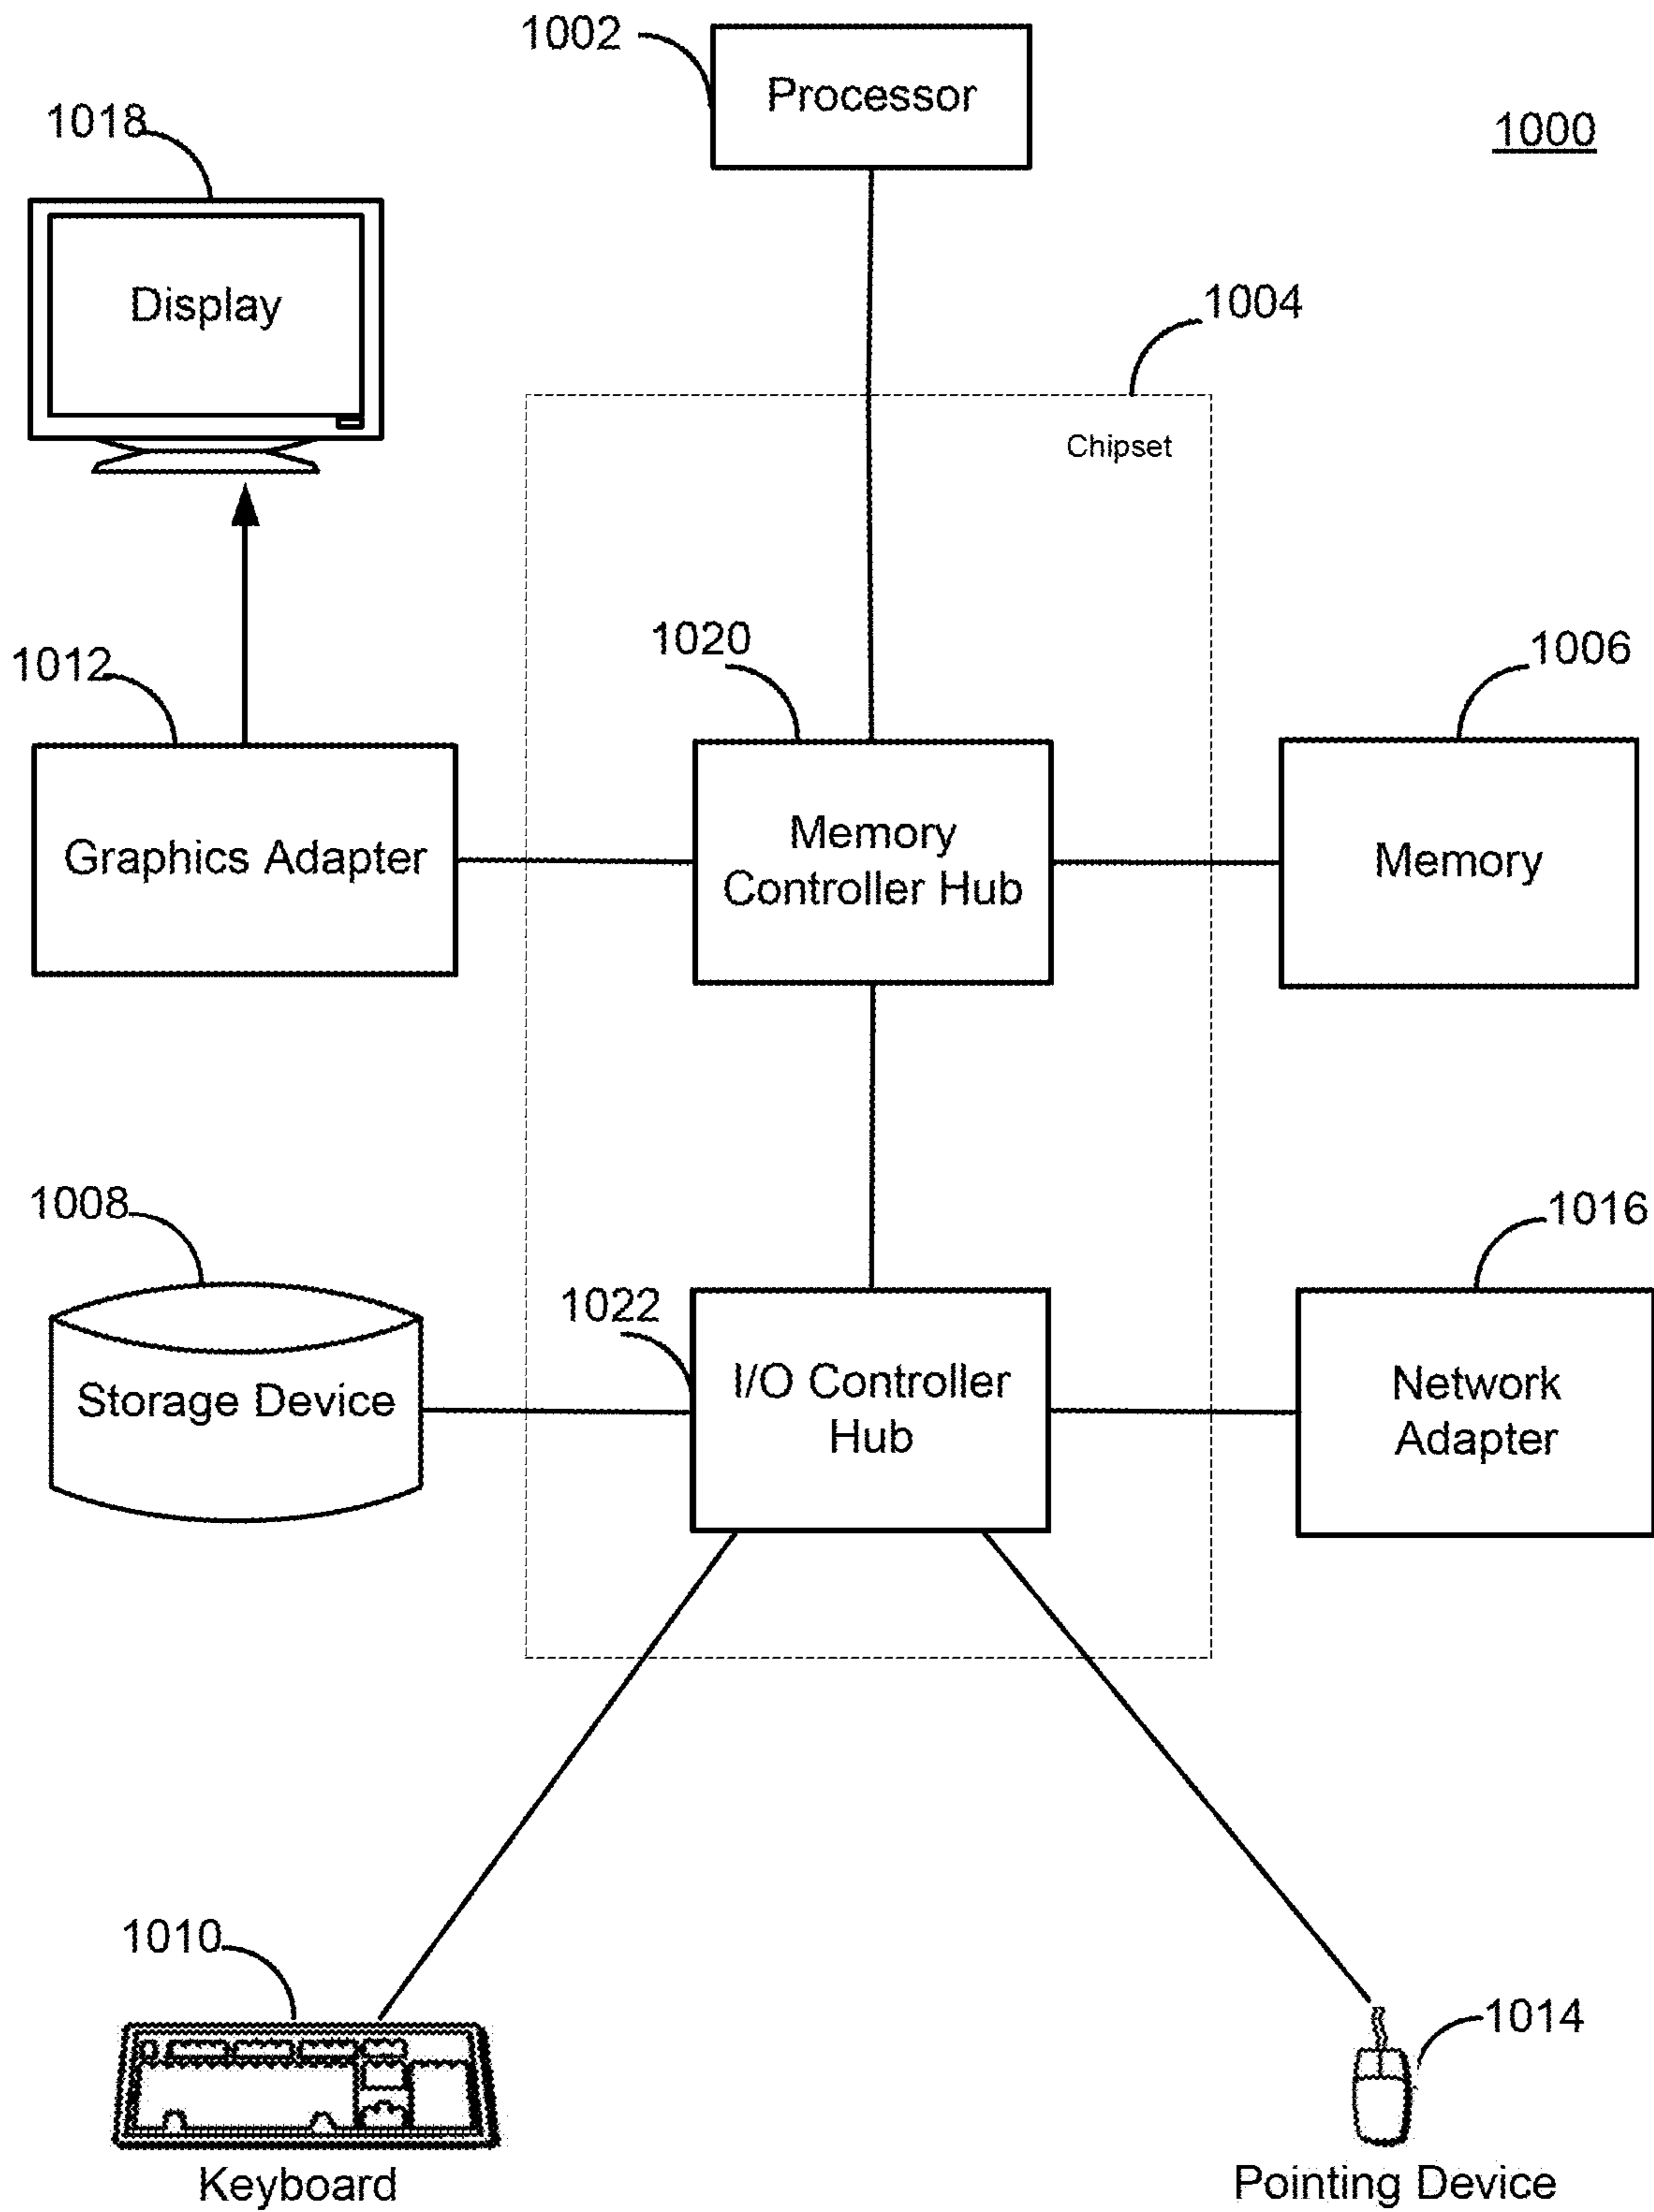 1002
Processor
1000
1018
Display
1004
Chipset
1012
1020
1006
Graphics Adapter
Memory
Controller Hub
Memory
1008
1022
1016
Storage Device
I/O Controller
Hub
Network
Adapter
1010
1014
Keyboard
Pointing Device